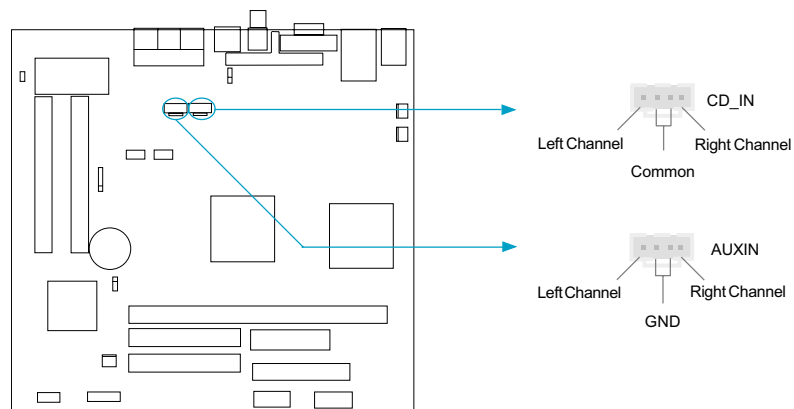 CD_IN
Left Channel
Right Channel
Common
AUXIN
Left Channel
Right Channel
GND